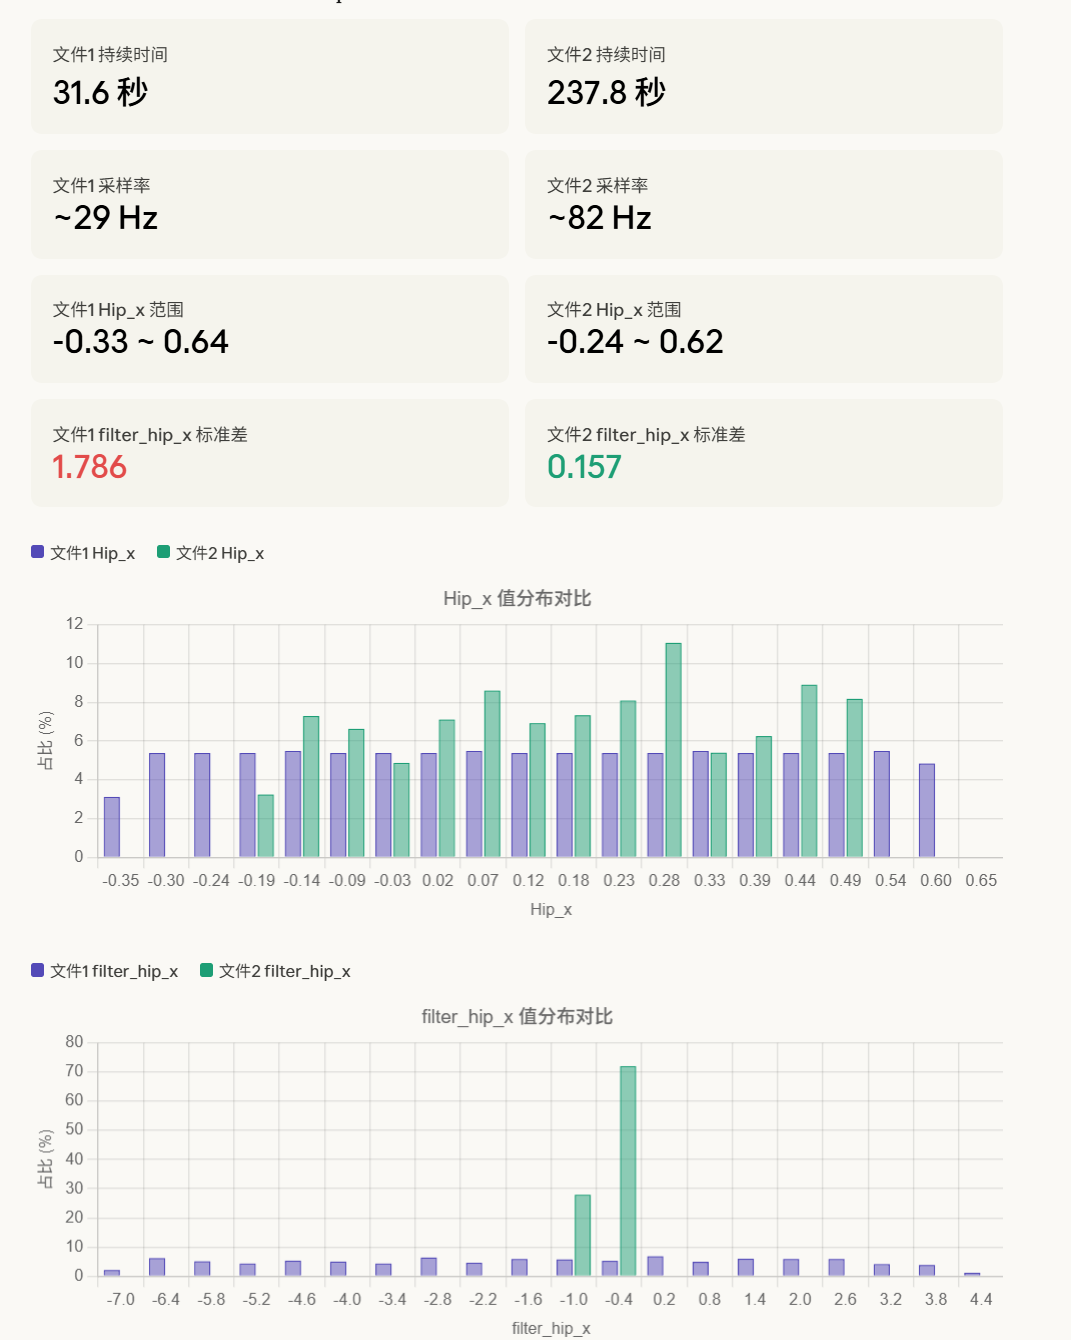 文件1 持续时间
31.6 秒
文件2 持续时间
237.8 秒
文件1 采样率
~29 Hz
文件2 采样率
~82 Hz
文件1 Hip_x 范围
-0.33 ~ 0.64
文件2 Hip_x 范围
-0.24 ~ 0.62
文件1 filter_hip_x 标准差
1.786
文件2 filter_hip_x 标准差
0.157
文件1 Hip_x 文件2 Hip_x
Hip_x 值分布对比
12
10
8
6
4
2
0
占比 (%)
-0.35 -0.30 -0.24 -0.19 -0.14 -0.09 -0.03 0.02 0.07 0.12 0.18 0.23 0.28 0.33 0.39 0.44 0.49 0.54 0.60 0.65
Hip_x
文件1 filter_hip_x 文件2 filter_hip_x
filter_hip_x 值分布对比
80
70
60
50
40
30
20
10
0
占比 (%)
-7.0 -6.4 -5.8 -5.2 -4.6 -4.0 -3.4 -2.8 -2.2 -1.6 -1.0 -0.4 0.2 0.8 1.4 2.0 2.6 3.2 3.8 4.4
filter_hip_x